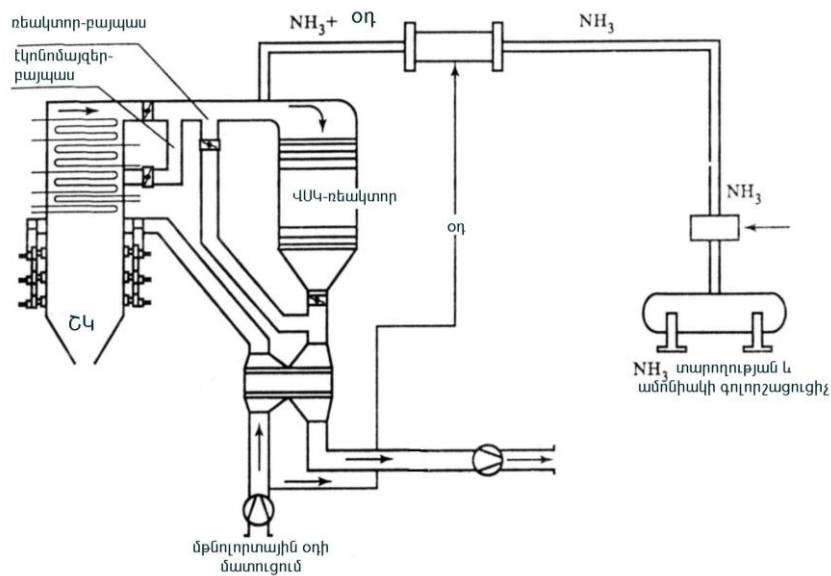 ռեակտոր-բայպաս
էկոնոմայզեր-
բայպաս
NH3+ օդ
NH3
ՎՍԿ-ռեակտոր
NH3
օդ
ՇԿ
NH3 տարողության և
ամոնիակի գոլորշացուցիչ
մթնոլորտային օդի
մատուցում